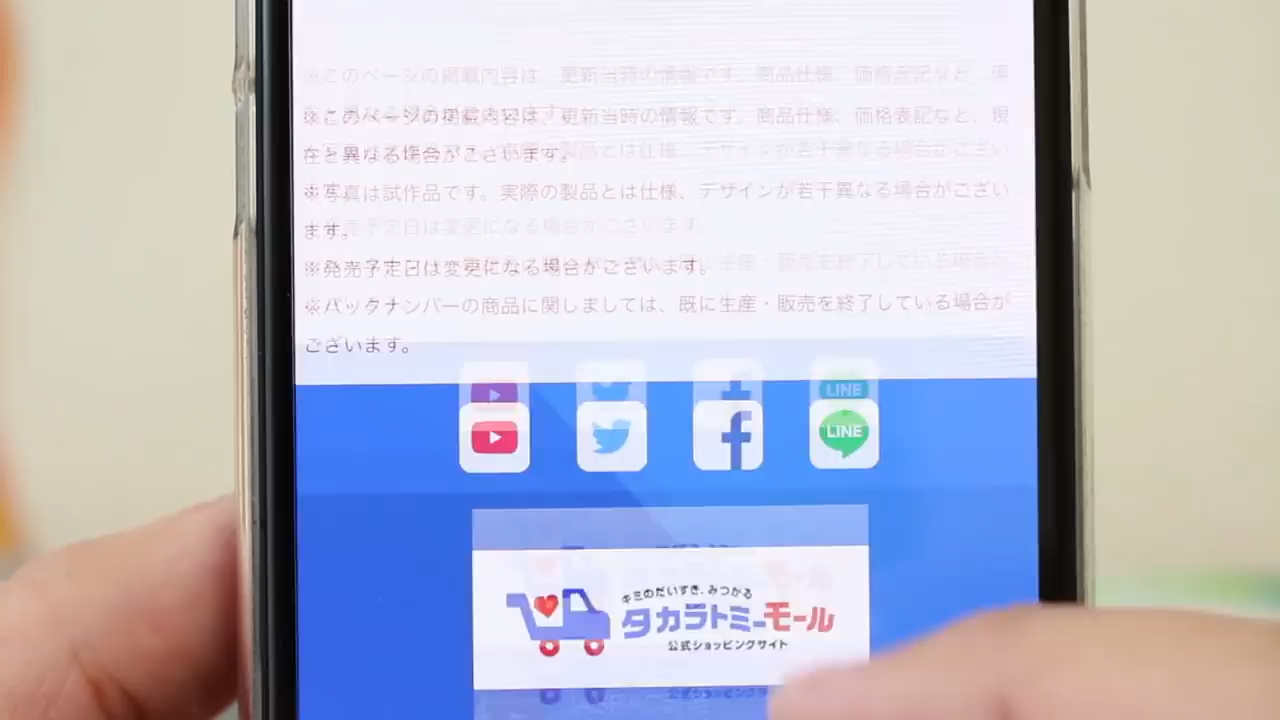 ※このページの掲載内容は、更新当時の情報です。商品仕様、価格表記など、現
在と異なる場合がございます。
※写真は試作品です。実際の製品とは仕様、デザインが若干異なる場合がござい
ます。
※発売予定日は変更になる場合がございます。
※バックナンバーの商品に関しましては、既に生産・販売を終了している場合が
ございます。
LINE
キミのだいすき、みつかる
タカラトミーモール
公式ショッピングサイト